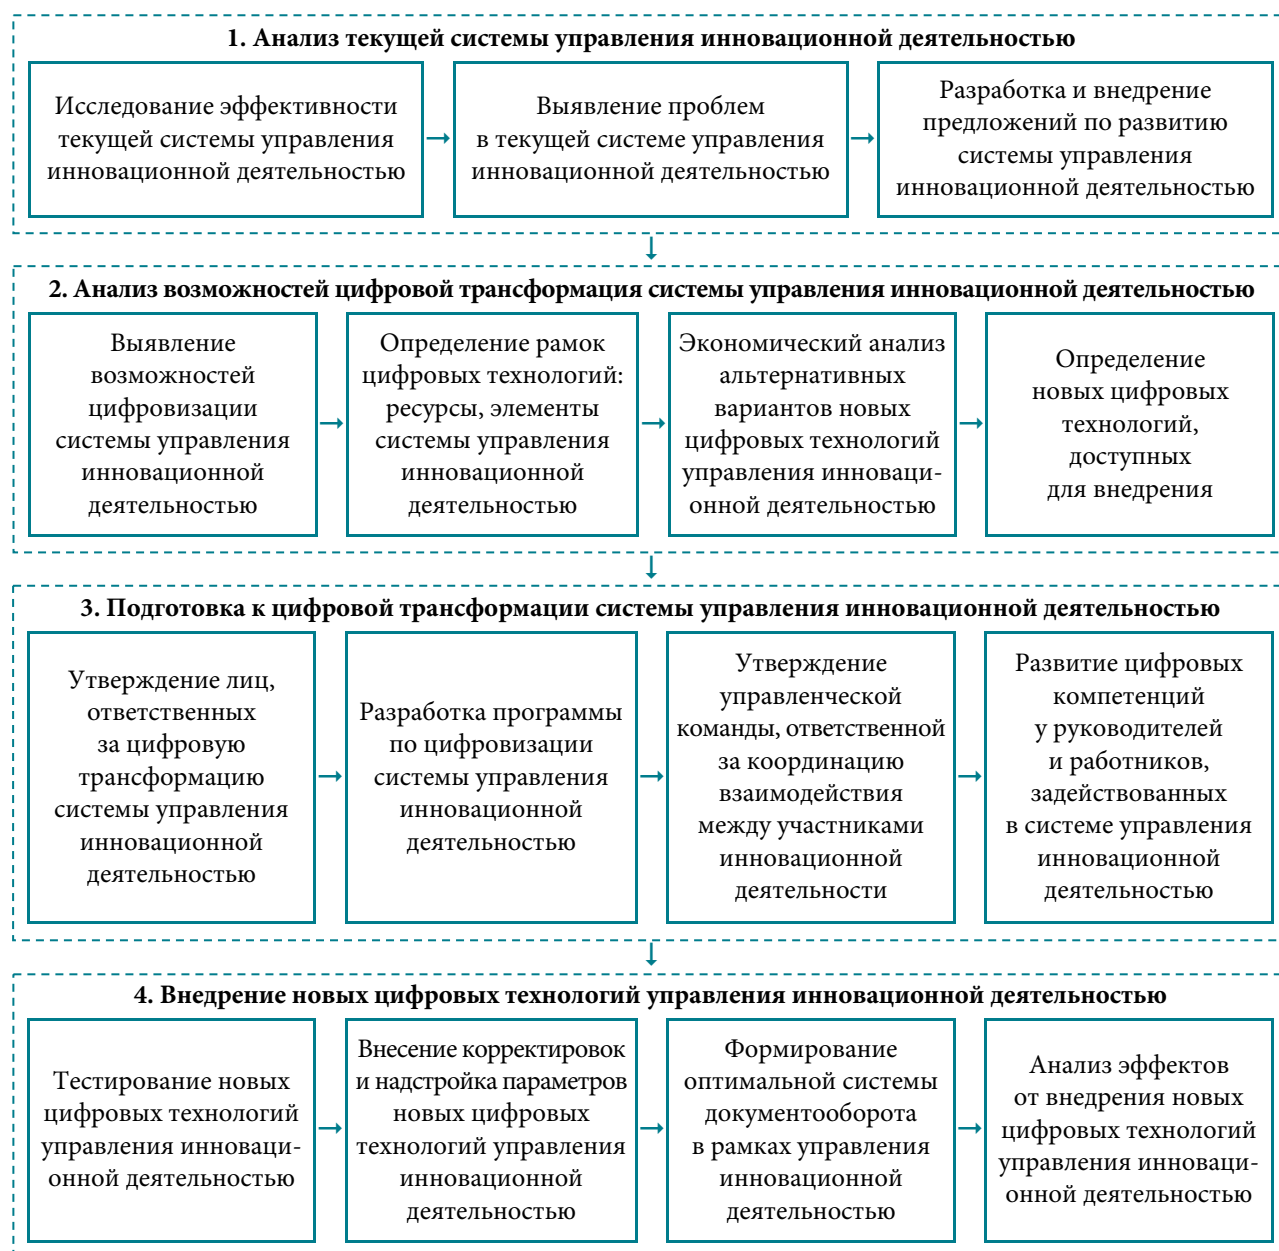 1. Анализ текущей системы управления инновационной деятельностью
Исследование эффективности
текущей системы управления
инновационной деятельностью
Выявление проблем
в текущей системе управления
инновационной деятельностью
Разработка и внедрение
предложений по развитию
системы управления
инновационной деятельностью
2. Анализ возможностей цифровой трансформация системы управления инновационной деятельностью
Выявление
возможностей
цифровизации
системы управления
инновационной
деятельностью
Определение рамок
цифровых технологий:
ресурсы, элементы
системы управления
инновационной
деятельностью
Экономический анализ
альтернативных
вариантов новых
цифровых технологий
управления инноваци-
онной деятельностью
Определение
новых цифровых
технологий,
доступных
для внедрения
3. Подготовка к цифровой трансформации системы управления инновационной деятельностью
Утверждение лиц,
ответственных
за цифровую
трансформацию
системы управления
инновационной
деятельностью
Разработка программы
по цифровизации
системы управления
инновационной
деятельностью
Утверждение
управленческой
команды, ответственной
за координацию
взаимодействия
между участниками
инновационной
деятельности
Развитие цифровых
компетенций
у руководителей
и работников,
задействованных
в системе управления
инновационной
деятельностью
4. Внедрение новых цифровых технологий управления инновационной деятельностью
Тестирование новых
цифровых технологий
управления инноваци-
онной деятельностью
Внесение корректировок
и надстройка параметров
новых цифровых
технологий управления
инновационной
деятельностью
Формирование
оптимальной системы
документооборота
в рамках управления
инновационной
деятельностью
Анализ эффектов
от внедрения новых
цифровых технологий
управления инноваци-
онной деятельностью